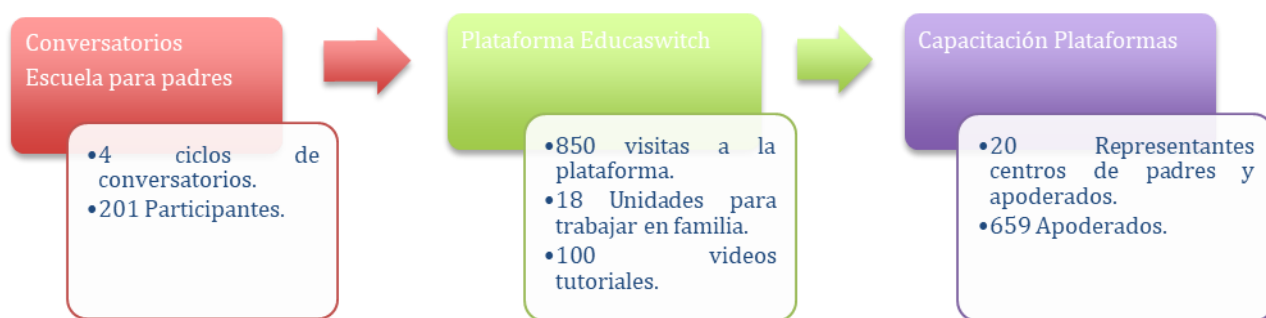 Conversatorios
Escuela para padres
•4 ciclos de
conversatorios.
•201 Participantes.
Plataforma Educaswitch
•850 visitas a la
plataforma.
•18 Unidades para
trabajar en familia.
•100 videos
tutoriales.
Capacitación Plataformas
•20 Representantes
centros de padres y
apoderados.
•659 Apoderados.